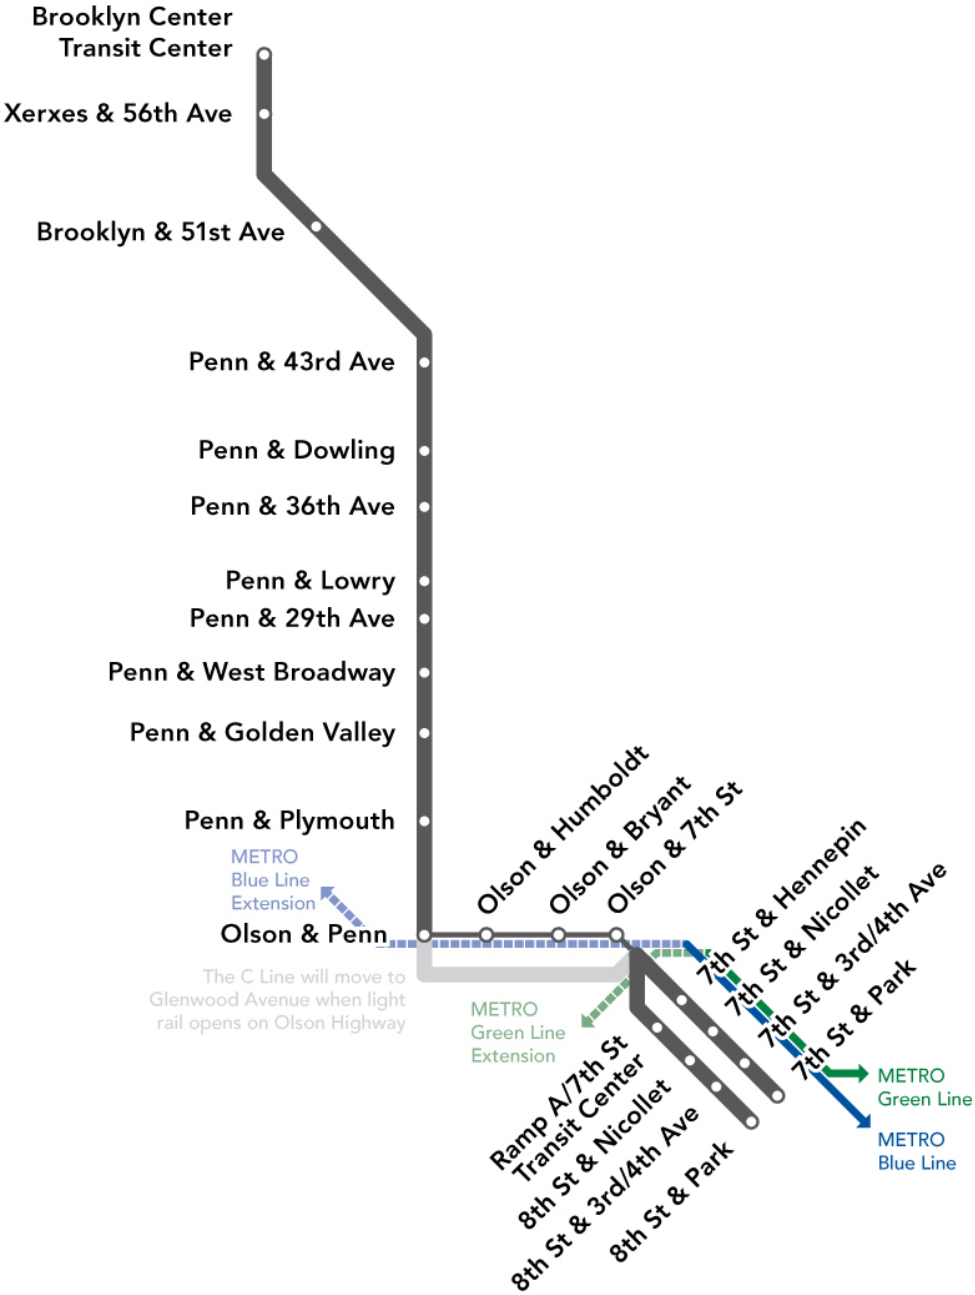 Brooklyn Center
Transit Center
Xerxes & 56th Ave
Brooklyn & 51st Ave
Penn & 43rd Ave
Penn & Dowling
Penn & 36th Ave
Penn & Lowry
Penn & 29th Ave
Penn & West Broadway
Penn & Golden Valley
Penn & Plymouth
METRO
Blue Line
Extension
Olson & Penn
Olson & Humboldt
Olson & Bryant
Olson & 7th St
7th St & Hennepin
7th St & Nicollet
7th St & 3rd/4th Ave
7th St & Park
The C Line will move to
Glenwood Avenue when light
rail opens on Olson Highway
METRO
Green Line
Extension
Ramp A/7th St
Transit Center
8th St & Nicollet
8th St & 3rd/4th Ave
8th St & Park
METRO
Green Line
METRO
Blue Line